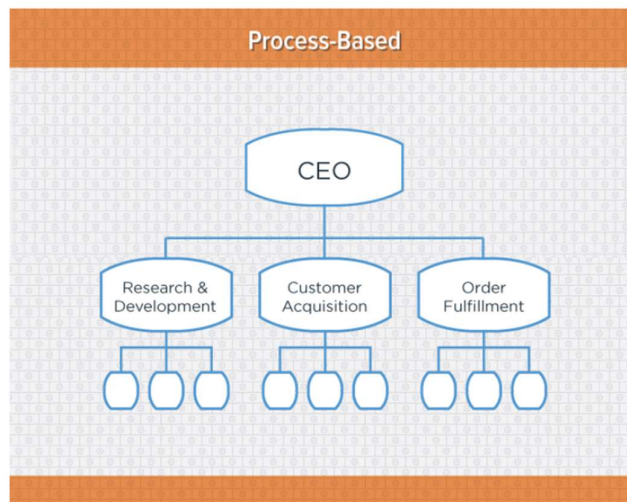 Process-Based
CEO
Research &
Development
Customer
Acquisition
Order
Fulfillment